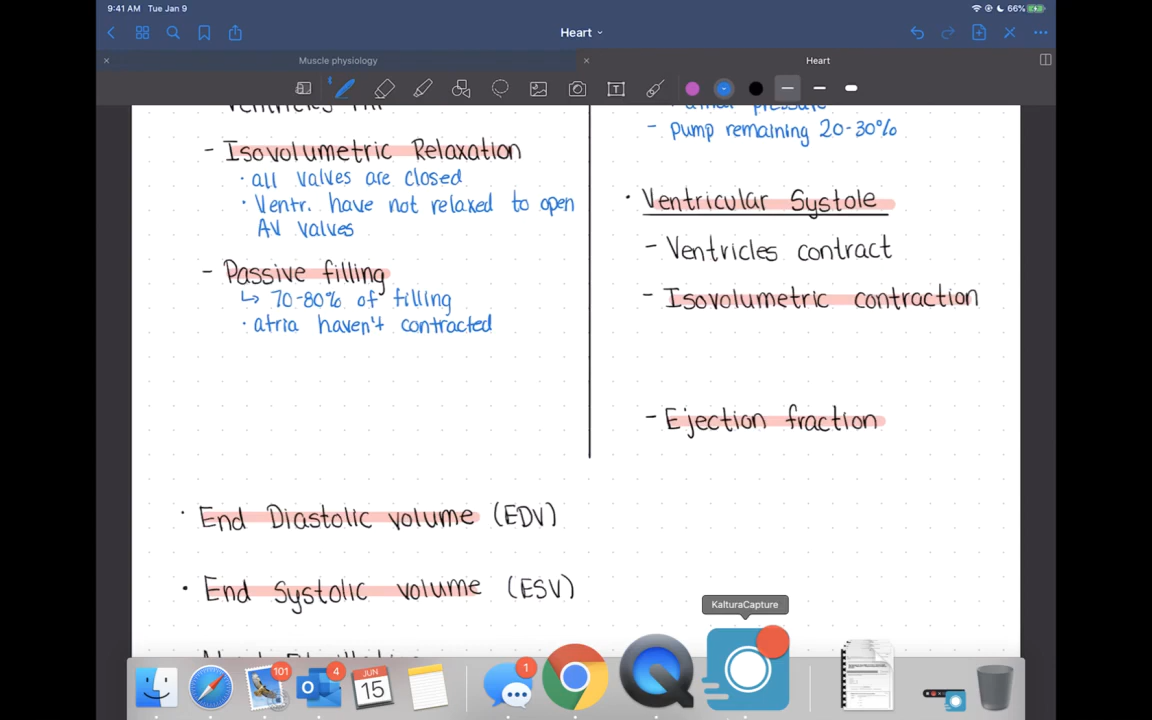 9:41 AM Tue Jan 9
66%
Heart
Muscle physiology
Heart
- Isovolumetric Relaxation
· all valves are closed
· Ventr. have not relaxed to open
AV valves
- Passive filling
↳ 70-80% of filling
· atria haven't contracted
- pump remaining 20-30%
· Ventricular Systole
- Ventricles contract
- Isovolumetric contraction
- Ejection fraction
· End Diastolic volume (EDV)
· End Systolic volume (ESV)
KalturaCapture
101
4
JUN
15
1